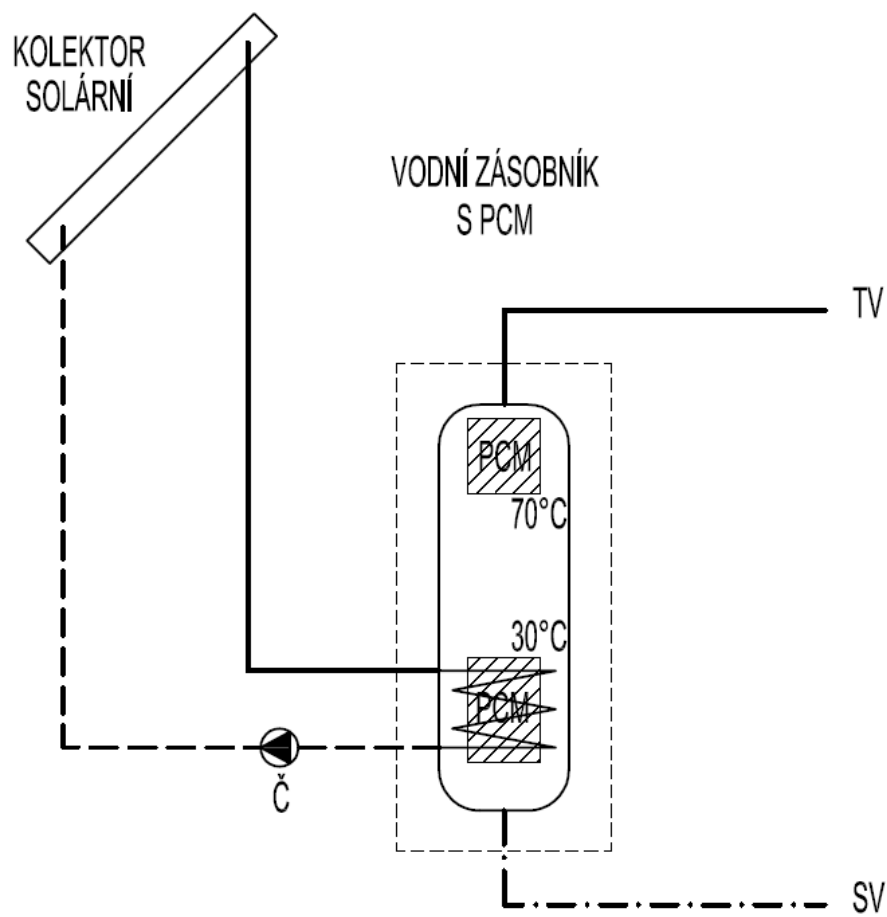 KOLEKTOR
SOLÁRNÍ
VODNÍ ZÁSOBNÍK
S PCM
TV
PCM
70°C
30°C
PCM
Č
SV